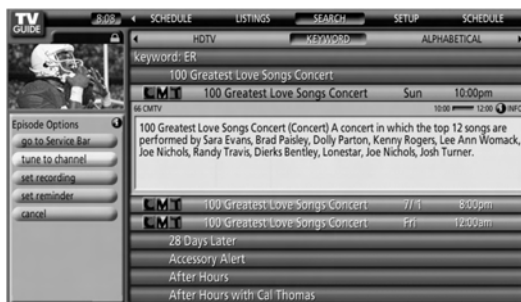 TV
GUIDE
8:08
SCHEDULE LISTINGS SEARCH SETUP SCHEDULE
HDTV KEYWORD ALPHABETICAL
keyword: ER
100 Greatest Love Songs Concert
CMT 100 Greatest Love Songs Concert Sun 10:00pm
66 CMTV 10:00 12:00 INFO
100 Greatest Love Songs Concert (Concert) A concert in which the top 12 songs are
performed by Sara Evans, Brad Paisley, Dolly Parton, Kenny Rogers, Lee Ann Womack,
Joe Nichols, Randy Travis, Dierks Bentley, Lonestar, Joe Nichols, Josh Turner.
Episode Options
go to Service Bar
tune to channel
set recording
set reminder
cancel
CMT 100 Greatest Love Songs Concert 7/ 1 8:00pm
CMT 100 Greatest Love Songs Concert Fri 12:00am
28 Days Later
Accessory Alert
After Hours
After Hours with Cal Thomas